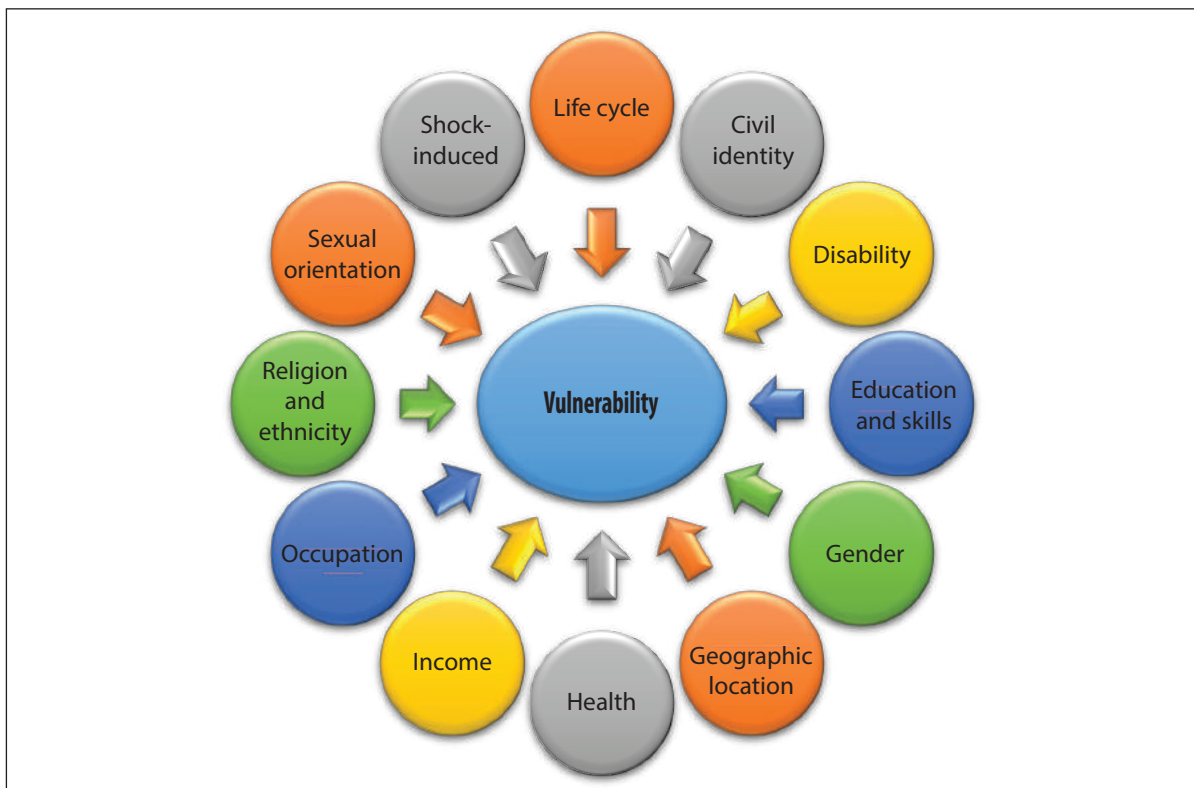 Life cycle
Civil
identity
Disability
Education
and skills
Gender
Geographic
location
Health
Income
Occupation
Religion
and
ethnicity
Sexual
orientation
Shock-
induced
Vulnerability